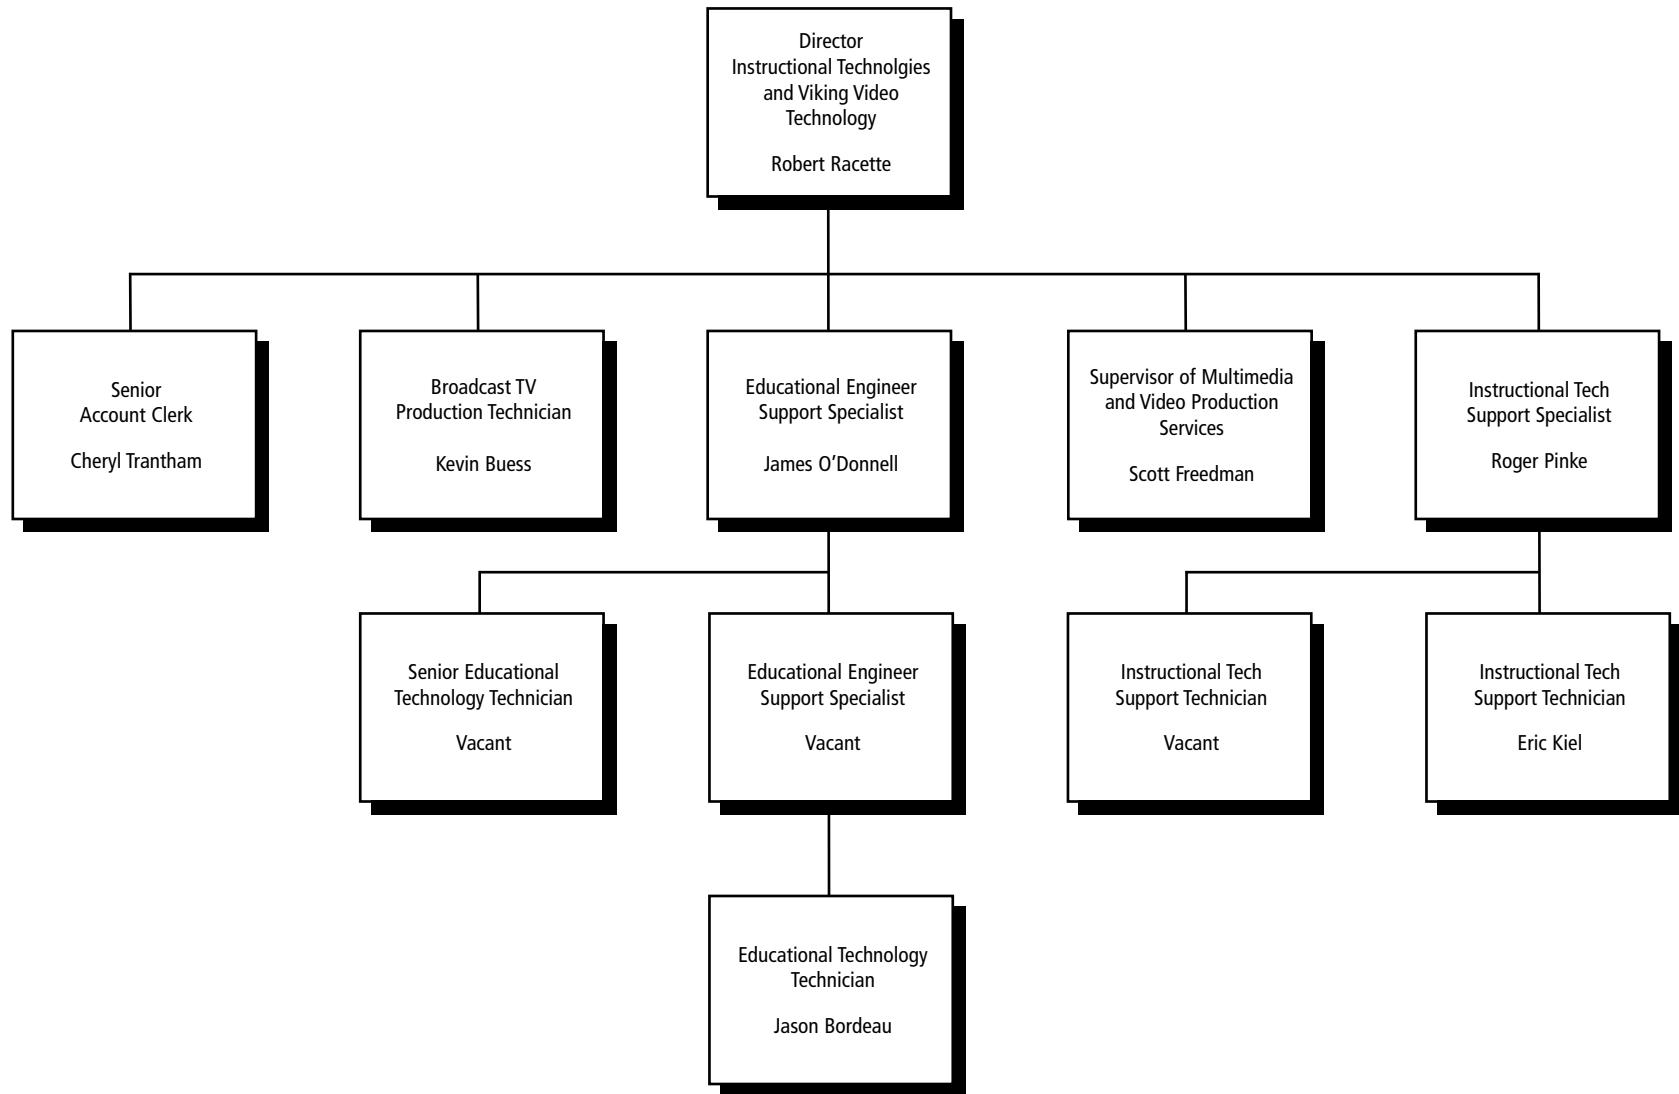 Director
Instructional Technolgies
and Viking Video
Technology
Robert Racette
Senior
Account Clerk
Cheryl Trantham
Broadcast TV
Production Technician
Kevin Buess
Educational Engineer
Support Specialist
James O’Donnell
Supervisor of Multimedia
and Video Production
Services
Scott Freedman
Instructional Tech
Support Specialist
Roger Pinke
Senior Educational
Technology Technician
Vacant
Educational Engineer
Support Specialist
Vacant
Instructional Tech
Support Technician
Vacant
Instructional Tech
Support Technician
Eric Kiel
Educational Technology
Technician
Jason Bordeau